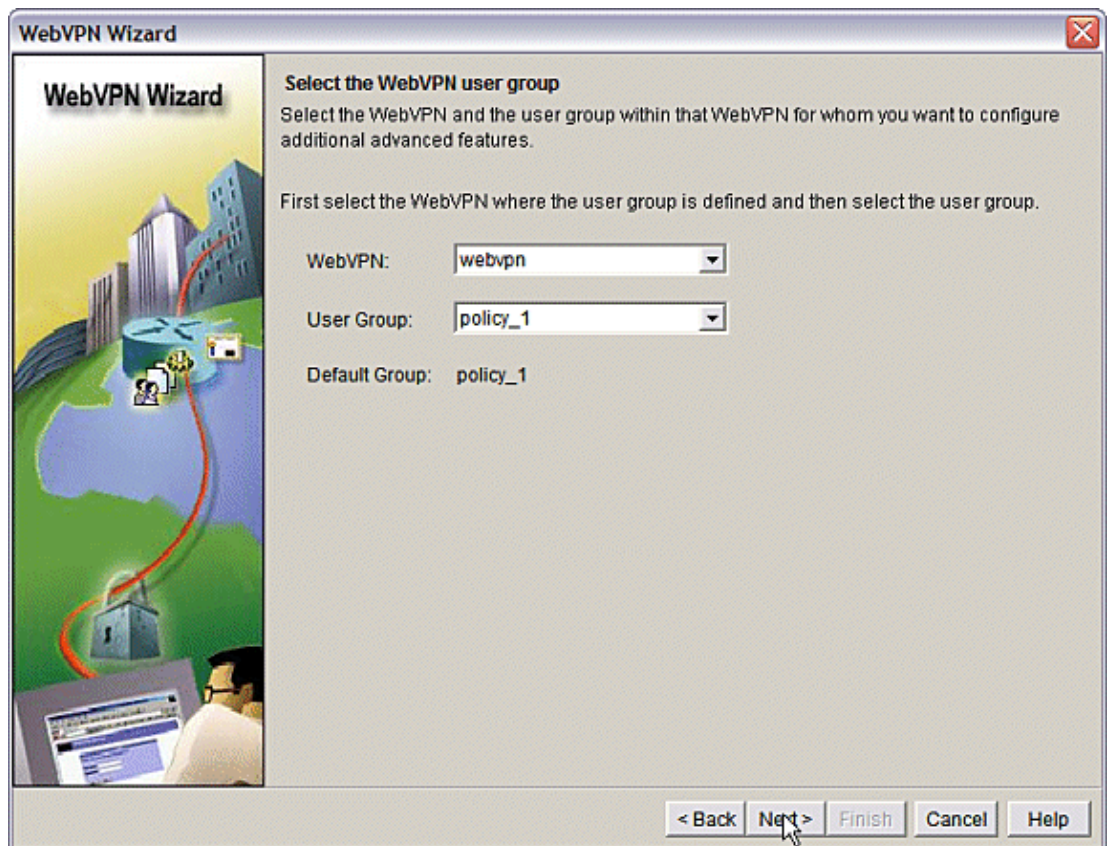 WebVPN Wizard
WebVPN Wizard
Select the WebVPN user group
Select the WebVPN and the user group within that WebVPN for whom you want to configure
additional advanced features.
First select the WebVPN where the user group is defined and then select the user group.
WebVPN: webvpn
User Group: policy_1
Default Group: policy_1
< Back Next > Finish Cancel Help